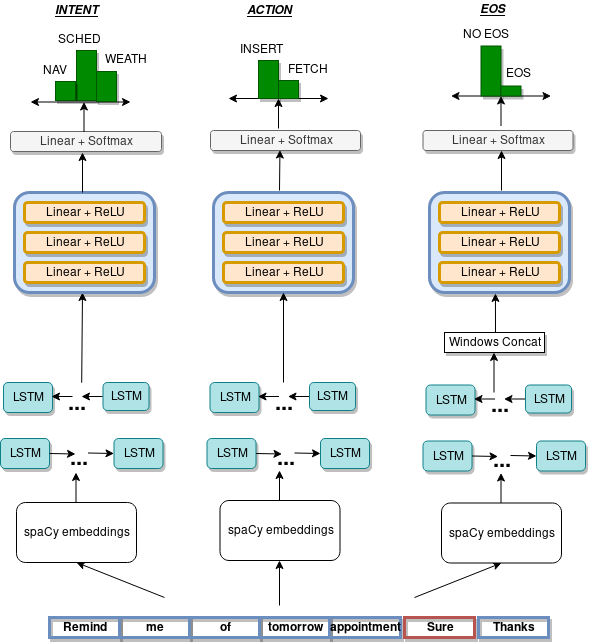 INTENT ACTION EOS
SCHED INSERT NO EOS
NAV WEATH FETCH EOS
Linear + Softmax Linear + Softmax Linear + Softmax
Linear + ReLU Linear + ReLU Linear + ReLU
Linear + ReLU Linear + ReLU Linear + ReLU
Linear + ReLU Linear + ReLU Linear + ReLU
Windows Concat
LSTM ... LSTM LSTM ... LSTM LSTM ... LSTM
LSTM ... LSTM LSTM ... LSTM LSTM ... LSTM
spaCy embeddings spaCy embeddings spaCy embeddings
Remind me of tomorrow appointment Sure Thanks